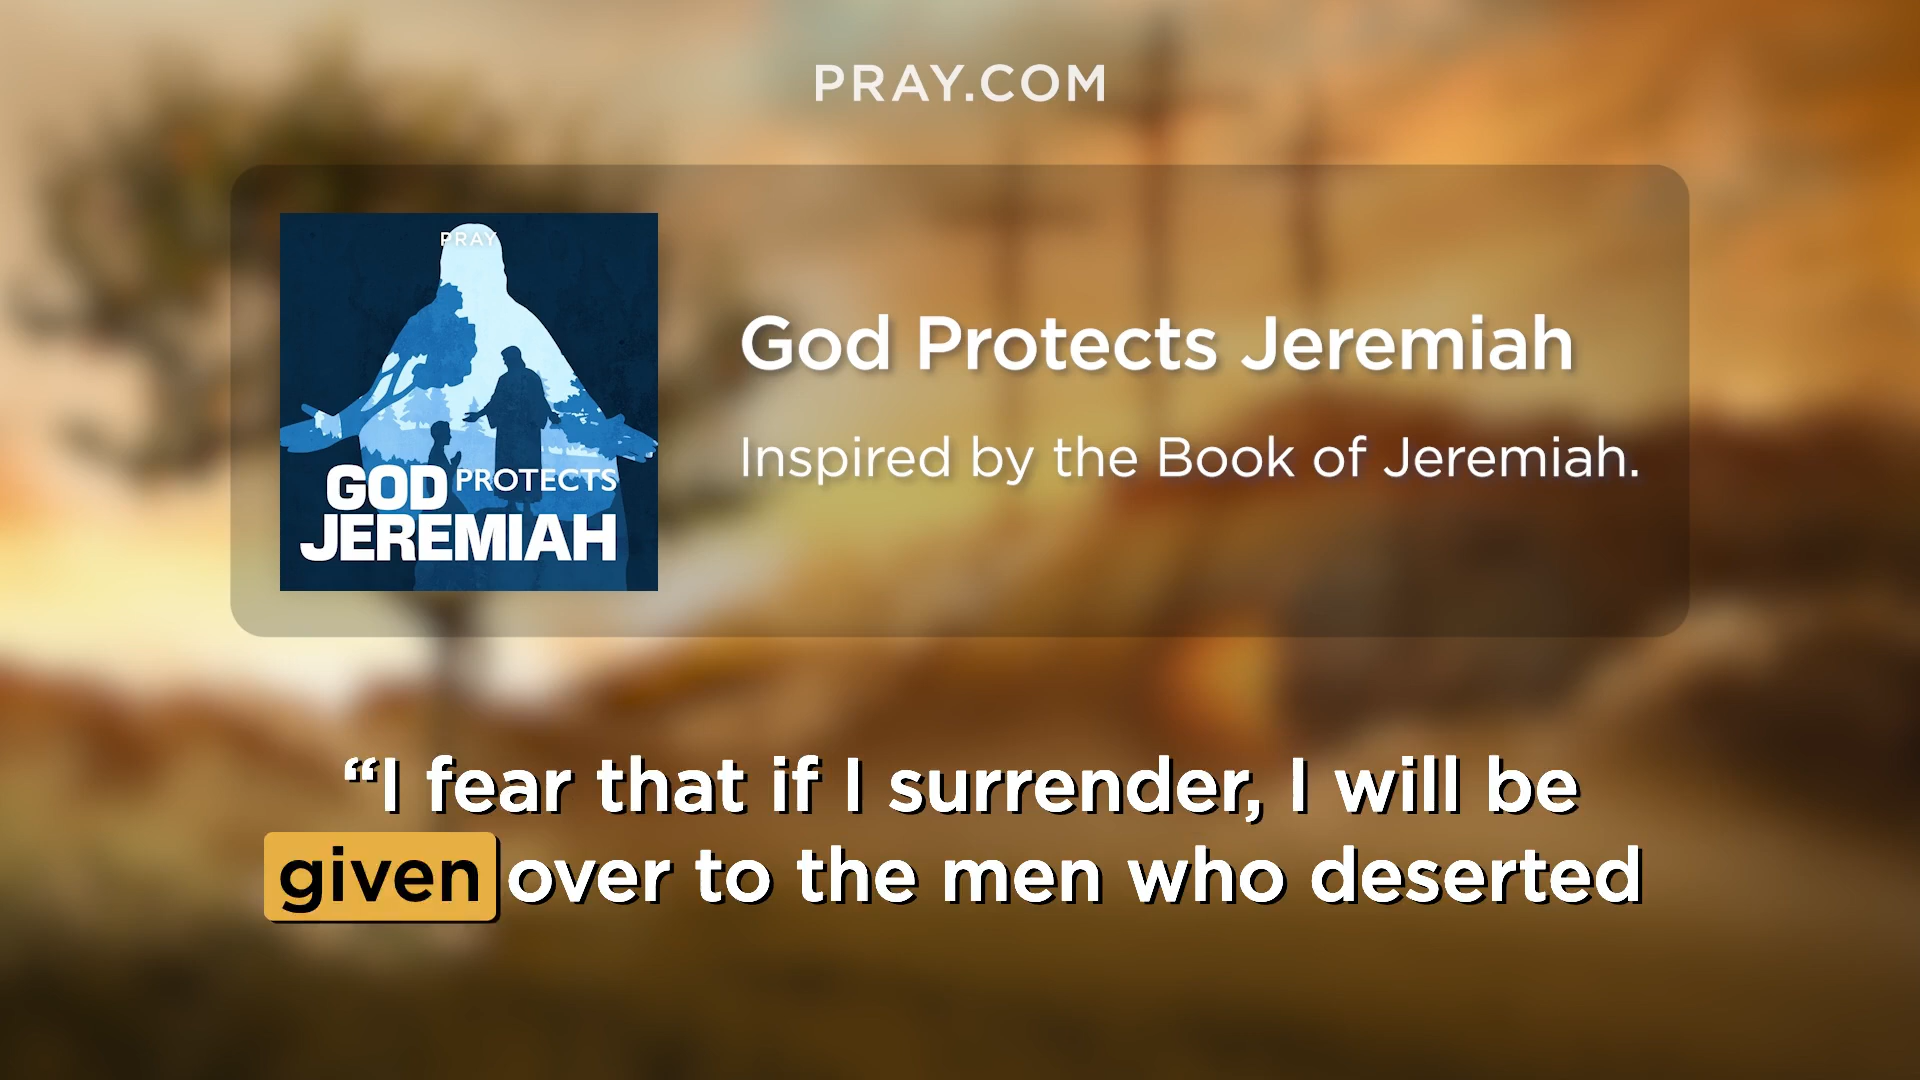 PRAY.COM
PRAY
GOD PROTECTS
JEREMIAH
God Protects Jeremiah
Inspired by the Book of Jeremiah.
“I fear that if I surrender, I will be
given over to the men who deserted